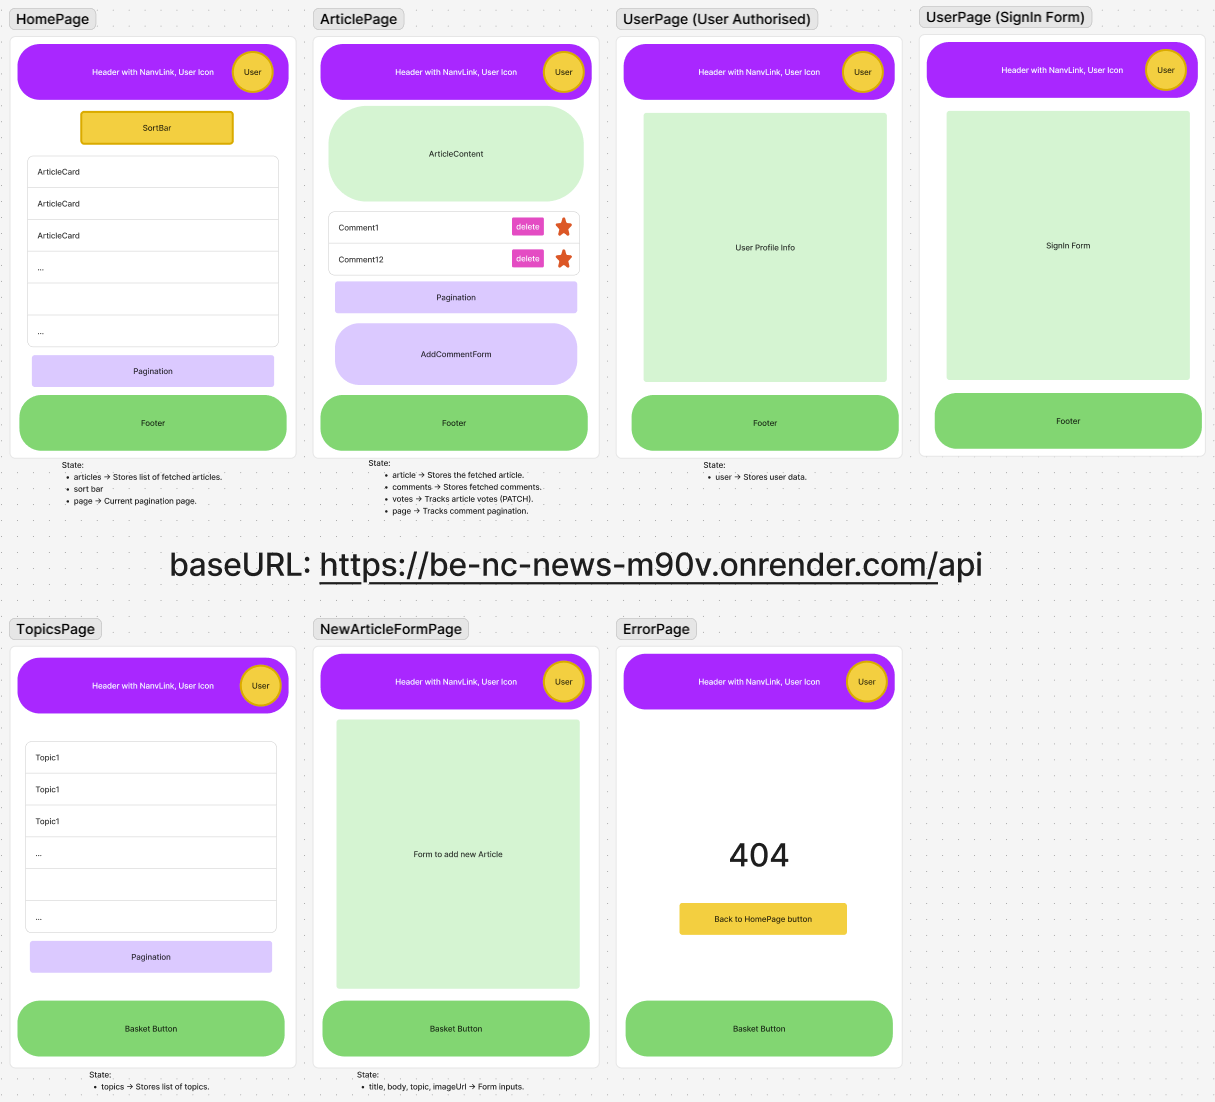 HomePage
Header with NanvLink, User Icon
User
SortBar
ArticleCard
ArticleCard
ArticleCard
...
...
Pagination
Footer
State:
• articles → Stores list of fetched articles.
• sort bar
• page → Current pagination page.
ArticlePage
Header with NanvLink, User Icon
User
ArticleContent
Comment1 delete
Comment12 delete
Pagination
AddCommentForm
Footer
State:
• article → Stores the fetched article.
• comments → Stores fetched comments.
• votes → Tracks article votes (PATCH).
• page → Tracks comment pagination.
UserPage (User Authorised)
Header with NanvLink, User Icon
User
User Profile Info
Footer
State:
• user → Stores user data.
UserPage (SignIn Form)
Header with NanvLink, User Icon
User
SignIn Form
Footer
baseURL: https://be-nc-news-m90v.onrender.com/api
TopicsPage
Header with NanvLink, User Icon
User
Topic1
Topic1
Topic1
...
...
Pagination
Basket Button
State:
• topics → Stores list of topics.
NewArticleFormPage
Header with NanvLink, User Icon
User
Form to add new Article
Basket Button
State:
• title, body, topic, imageUrl → Form inputs.
ErrorPage
Header with NanvLink, User Icon
User
404
Back to HomePage button
Basket Button